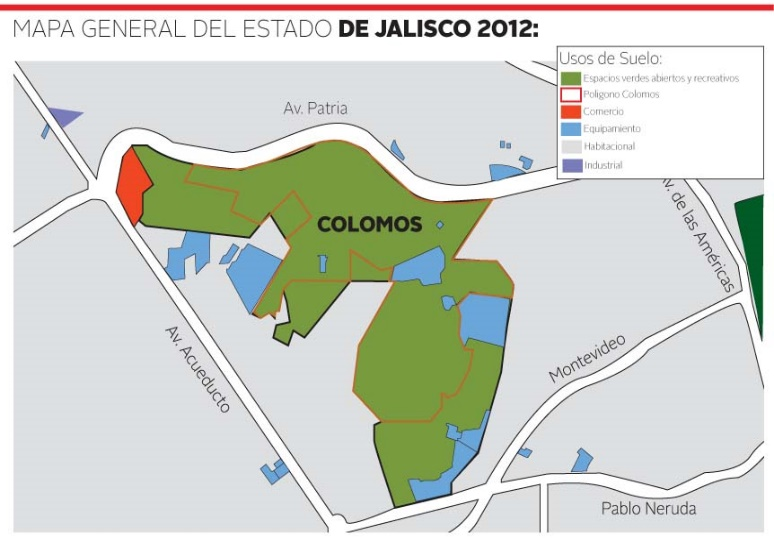 MAPA GENERAL DEL ESTADO DE JALISCO 2012:
Usos de Suelo:
Espacios verdes abiertos y recreativos
Polígono Colomos
Comercio
Equipamiento
Habitacional
Industrial
Av. Patria
COLOMOS
Av. de las Américas
Av. Acueducto
Montevideo
Pablo Neruda